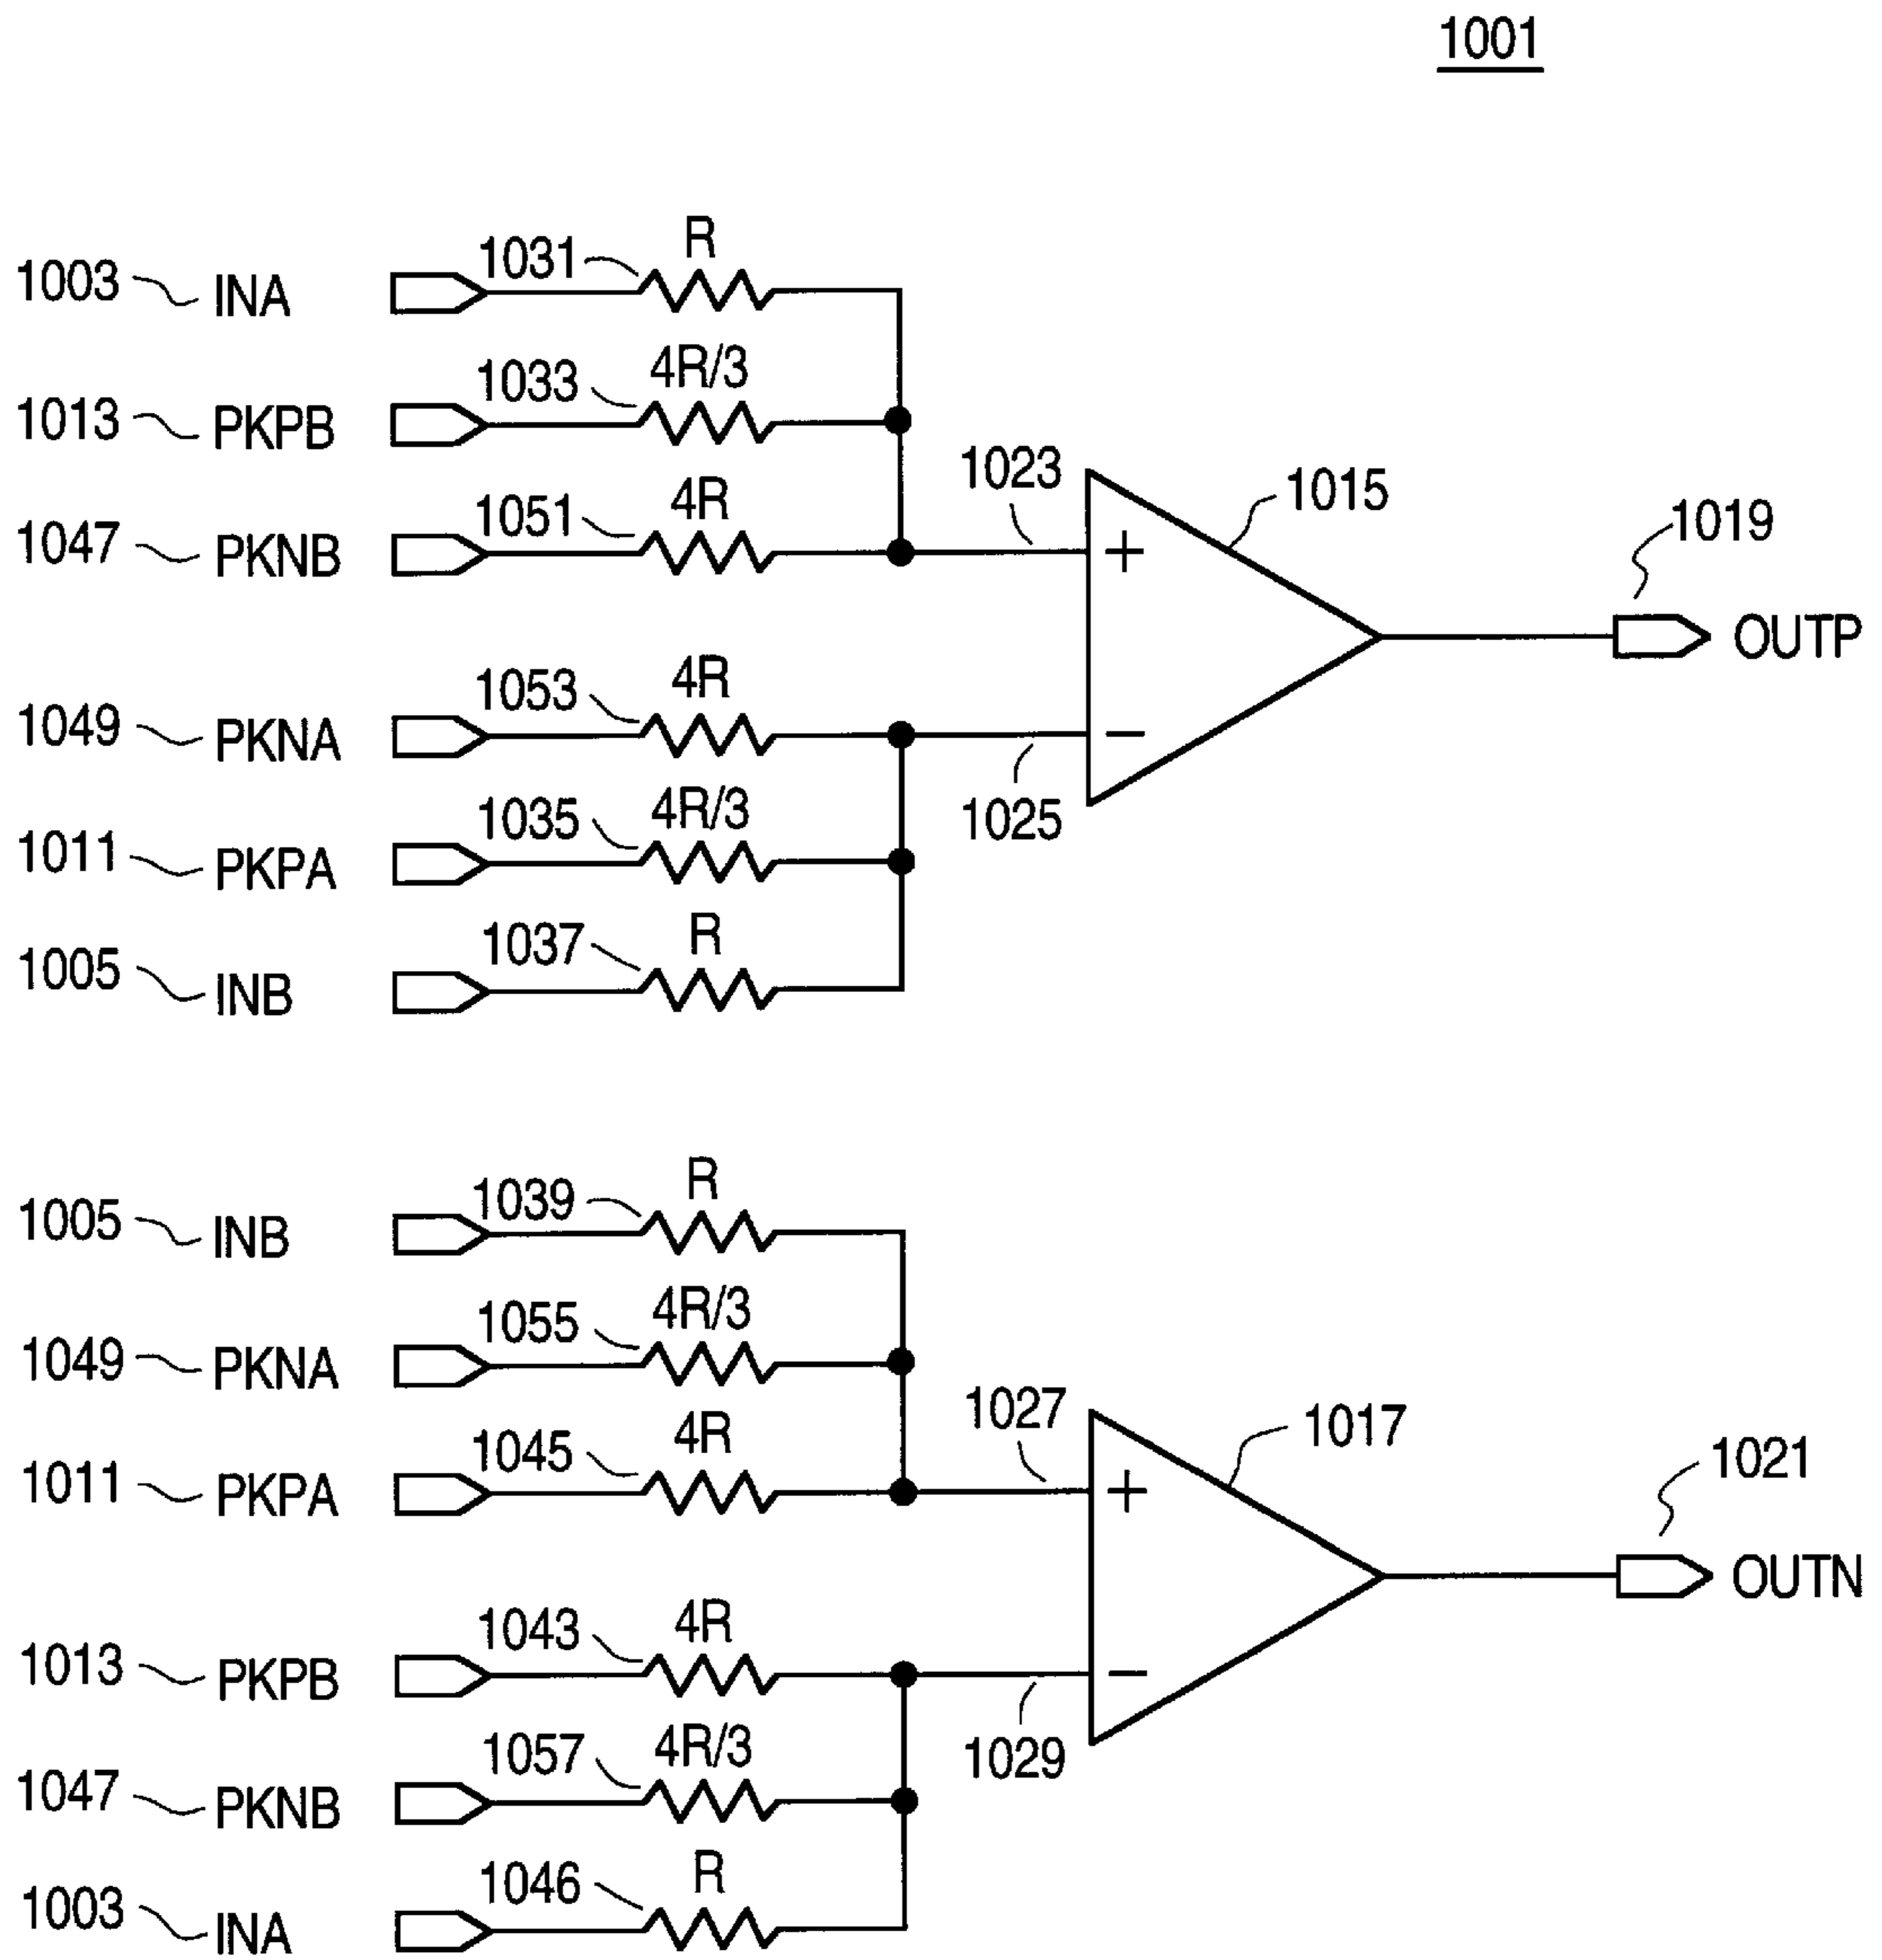 1001
1003 INA 1031 R
1013 PKPB 1033 4R/3
1047 PKNB 1051 4R 1023 + 1015 1019 OUTP
1049 PKNA 1053 4R 1025 −
1011 PKPA 1035 4R/3
1005 INB 1037 R
1005 INB 1039 R
1049 PKNA 1055 4R/3
1011 PKPA 1045 4R 1027 + 1017 1021 OUTN
1013 PKPB 1043 4R 1029 −
1047 PKNB 1057 4R/3
1003 INA 1046 R